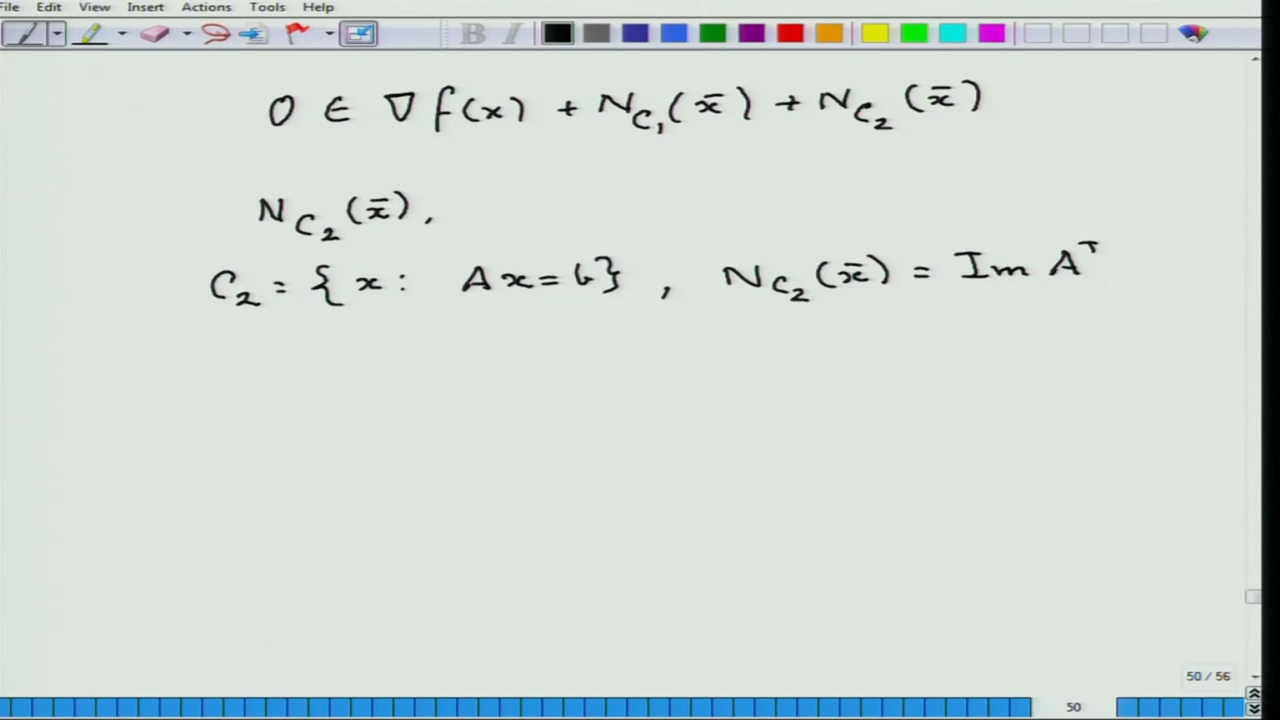 File Edit View Insert Actions Tools Help
B I
0 ∈ ∇f(x) + N_{C_1}(x̄) + N_{C_2}(x̄)
N_{C_2}(x̄),
C_2 = {x : Ax = b}, N_{C_2}(x̄) = Im A^T
50 / 56
50